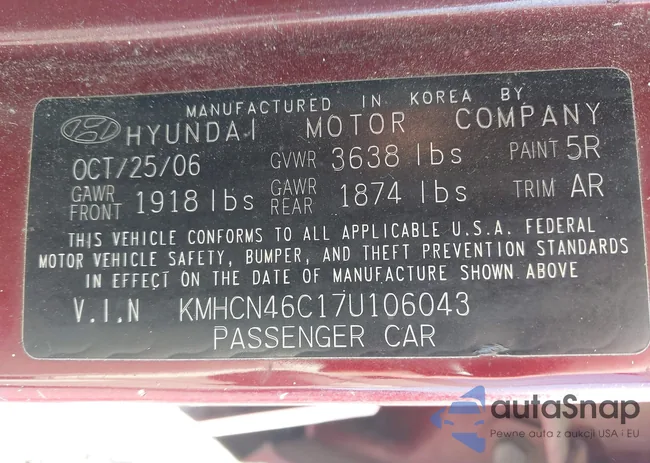 MANUFACTURED IN KOREA BY
HYUNDAI MOTOR COMPANY
OCT/25/06 GVWR 3638 lbs PAINT 5R
GAWR FRONT 1918 lbs GAWR REAR 1874 lbs TRIM AR
THIS VEHICLE CONFORMS TO ALL APPLICABLE U.S.A. FEDERAL
MOTOR VEHICLE SAFETY, BUMPER, AND THEFT PREVENTION STANDARDS
IN EFFECT ON THE DATE OF MANUFACTURE SHOWN ABOVE
V.I.N KMHCN46C17U106043
PASSENGER CAR
autaSnap
Pewne auta z aukcji USA i EU